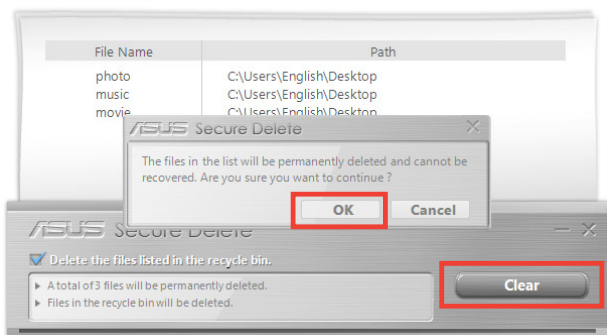 File Name Path
photo C:\Users\English\Desktop
music C:\Users\English\Desktop
movie C:\Users\English\Desktop
ASUS Secure Delete
The files in the list will be permanently deleted and cannot be
recovered. Are you sure you want to continue ?
OK Cancel
ASUS Secure Delete
Delete the files listed in the recycle bin.
A total of 3 files will be permanently deleted.
Files in the recycle bin will be deleted.
Clear